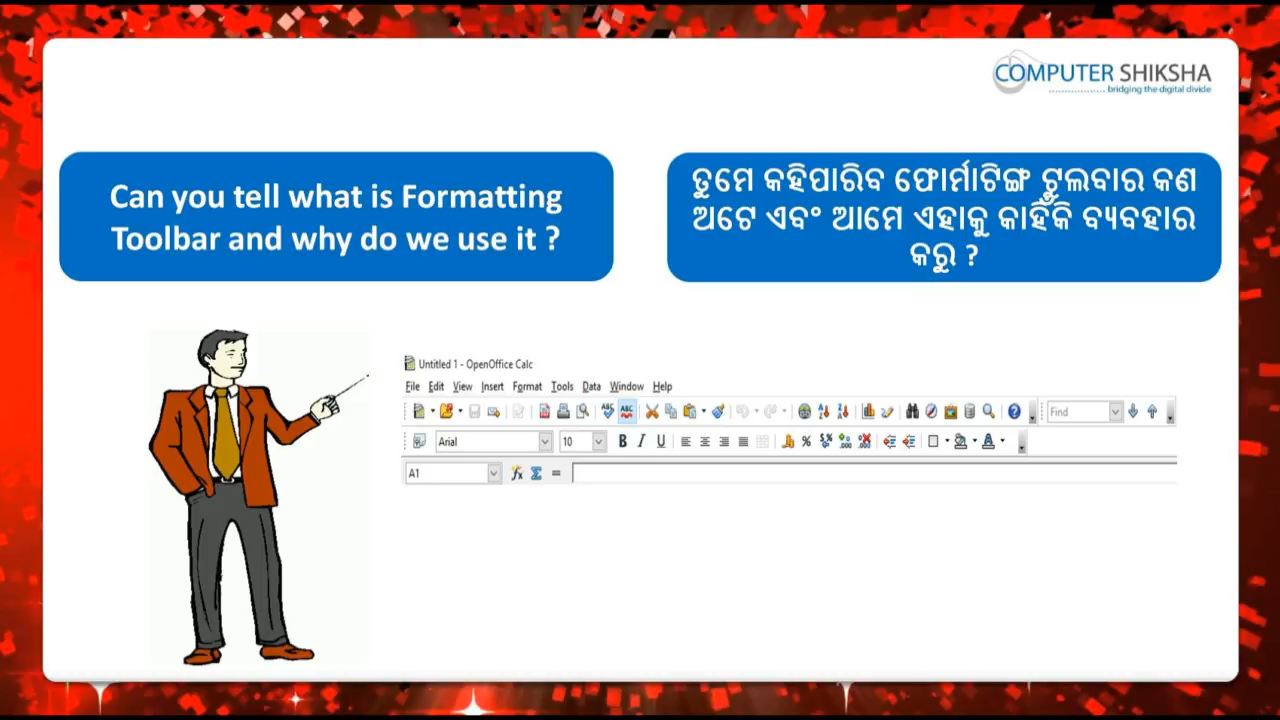 COMPUTER SHIKSHA
bridging the digital divide
Can you tell what is Formatting
Toolbar and why do we use it ?
ତୁମେ କହିପାରିବ ଫୋର୍ମାଟିଙ୍ଗ ଟୁଲବାର କଣ
ଅଟେ ଏବଂ ଆମେ ଏହାକୁ କାହିଁକି ବ୍ୟବହାର
କରୁ ?
Untitled 1 - OpenOffice Calc
File Edit View Insert Format Tools Data Window Help
ABC ABC Find
Arial 10 B I U
A1